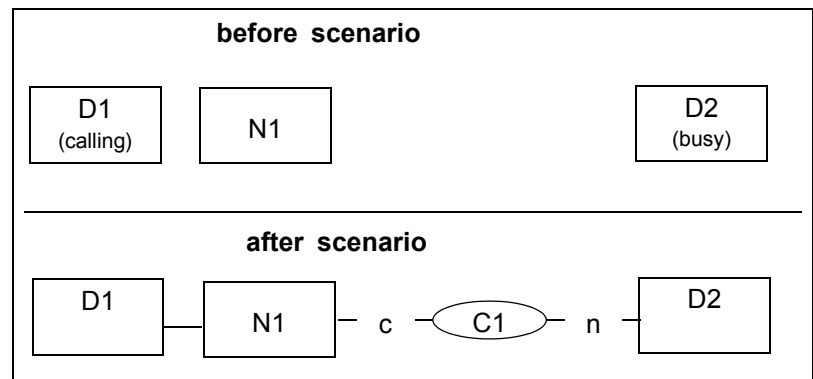 before scenario
D1 N1 D2
(calling) (busy)
after scenario
D1 N1 c C1 n D2